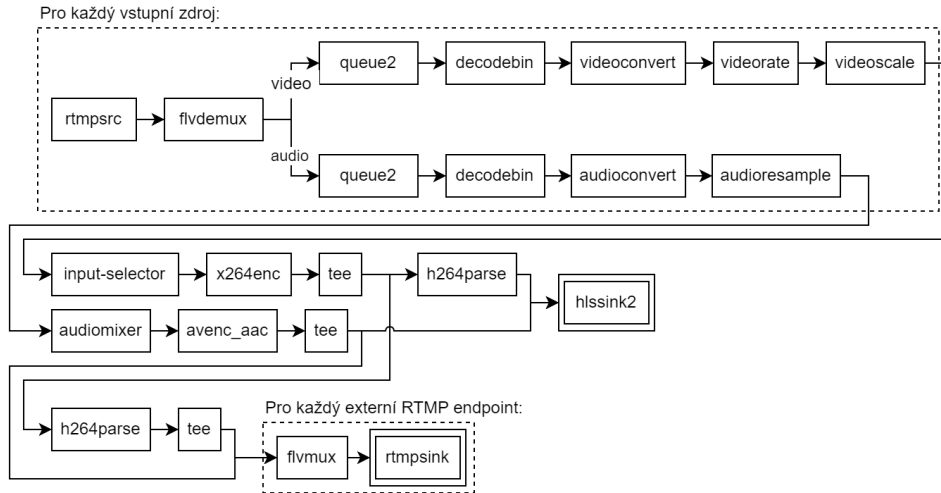 Pro každý vstupní zdroj:
queue2
decodebin
videoconvert
videorate
videoscale
video
rtmpsrc
flvdemux
audio
queue2
decodebin
audioconvert
audioresample
input-selector
x264enc
tee
h264parse
hlssink2
audiomixer
avenc_aac
tee
Pro každý externí RTMP endpoint:
h264parse
tee
flvmux
rtmpsink